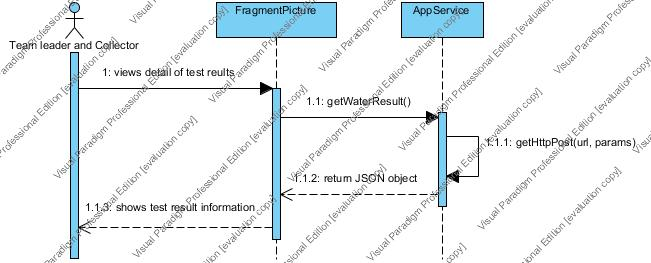 FragmentPicture
AppService
Team leader and Collector
1: views detail of test reults
1.1: getWaterResult()
1.1.1: getHttpPost(url, params)
1.1.2: return JSON object
1.1.3: shows test result information
Visual Paradigm Professional Edition [evaluation copy]